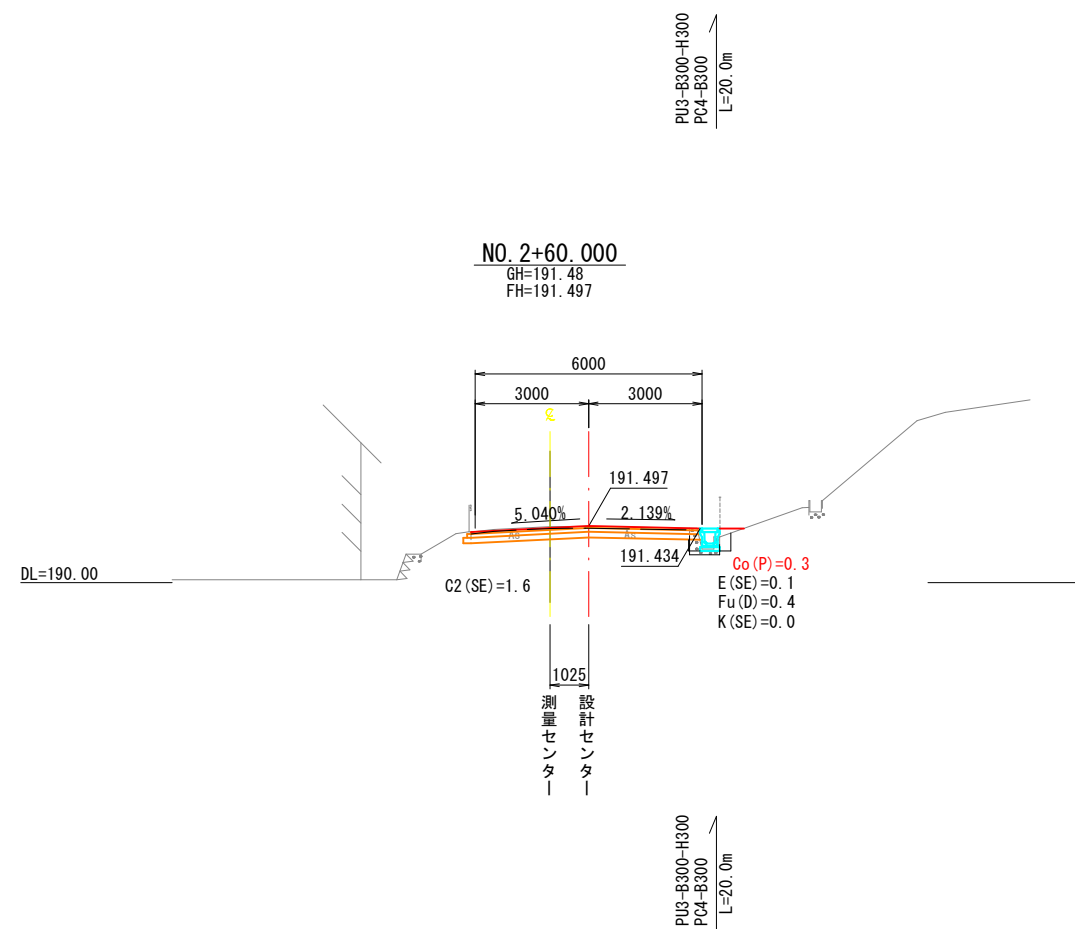 PU3-B300-H300
PC4-B300
L=20.0m
NO.2+60.000
GH=191.48
FH=191.497
6000
3000
3000
191.497
5.040%
2.139%
AS
191.434
DL=190.00
C2(SE)=1.6
Co(P)=0.3
E(SE)=0.1
Fu(D)=0.4
K(SE)=0.0
1025
測量センター
設計センター
PU3-B300-H300
PC4-B300
L=20.0m